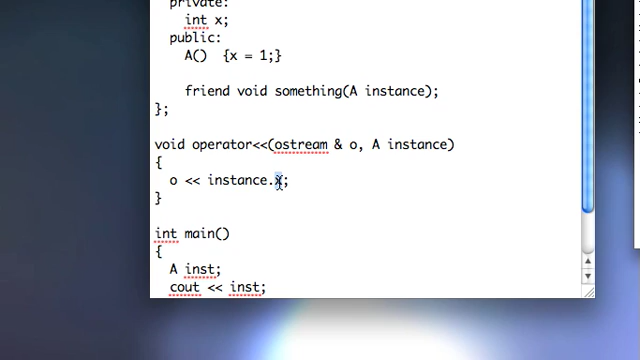 private:
int x;
public:
A() {x = 1;}
friend void something(A instance);
};
void operator<<(ostream & o, A instance)
{
o << instance.x;
}
int main()
{
A inst;
cout << inst;